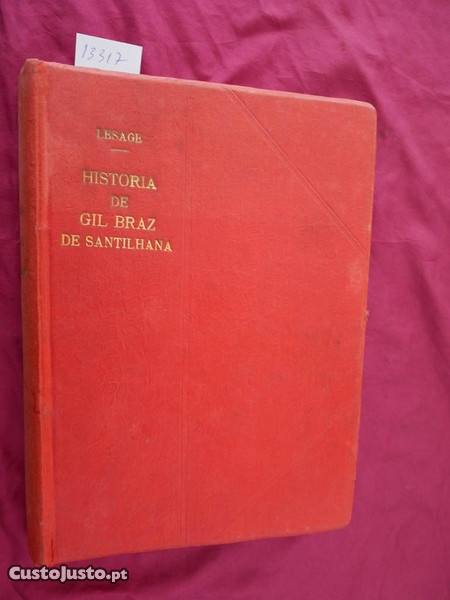 13317
LESAGE
HISTORIA
DE
GIL BRAZ
DE SANTILHANA
CustoJusto.pt